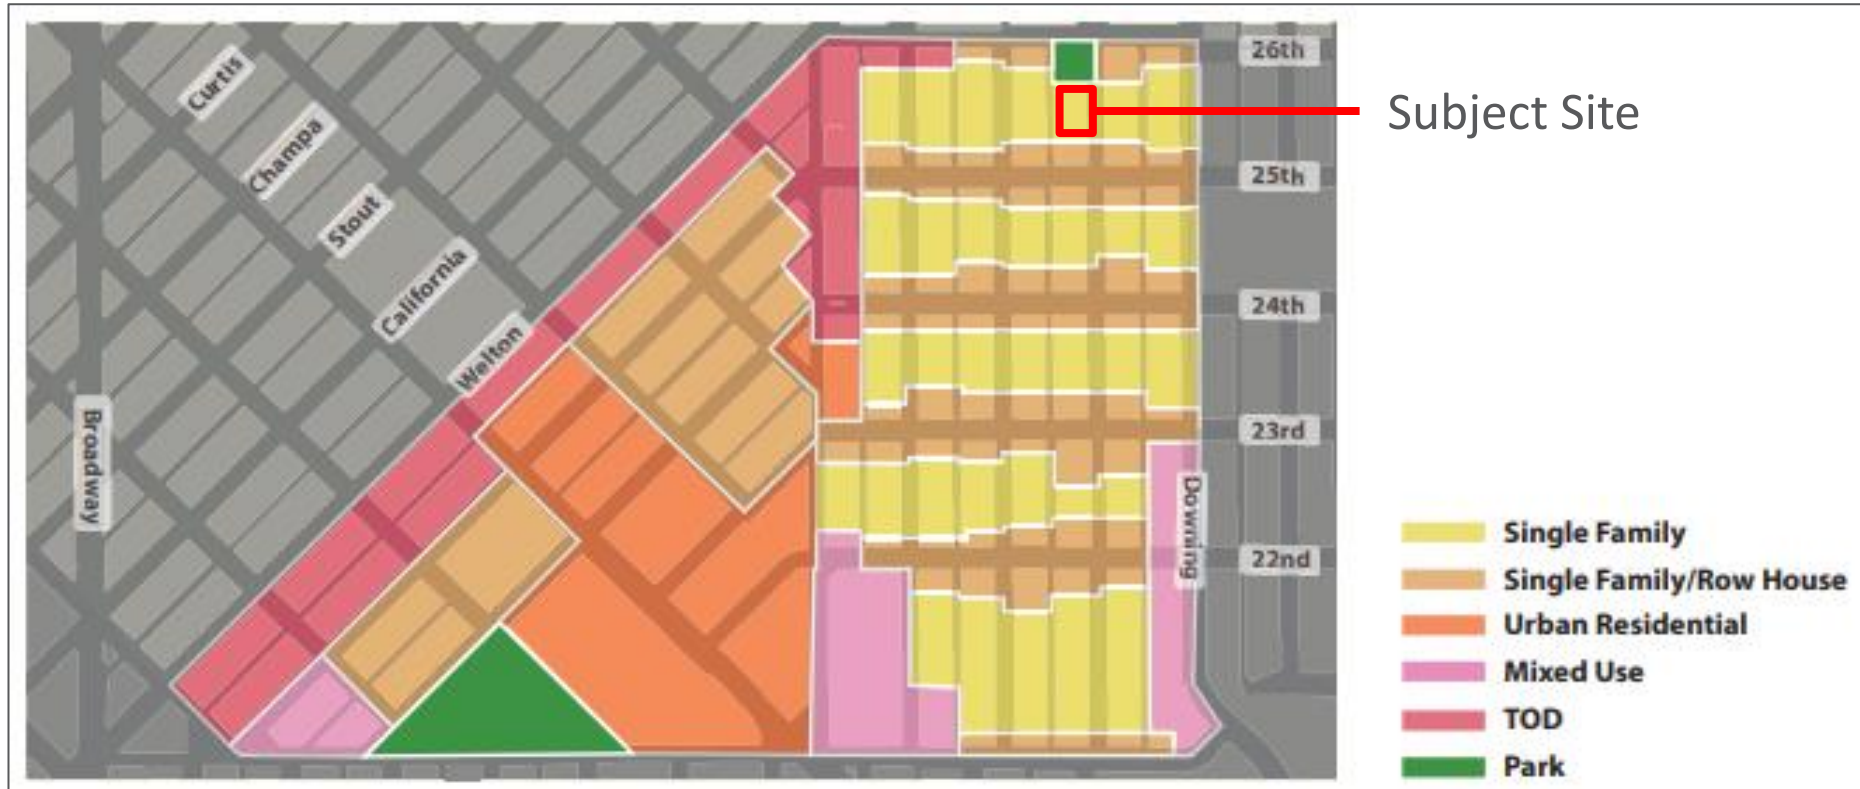 Curtis
Champa
Stout
California
Welton
Broadway
Downing
26th
25th
24th
23rd
22nd
Subject Site
Single Family
Single Family/Row House
Urban Residential
Mixed Use
TOD
Park